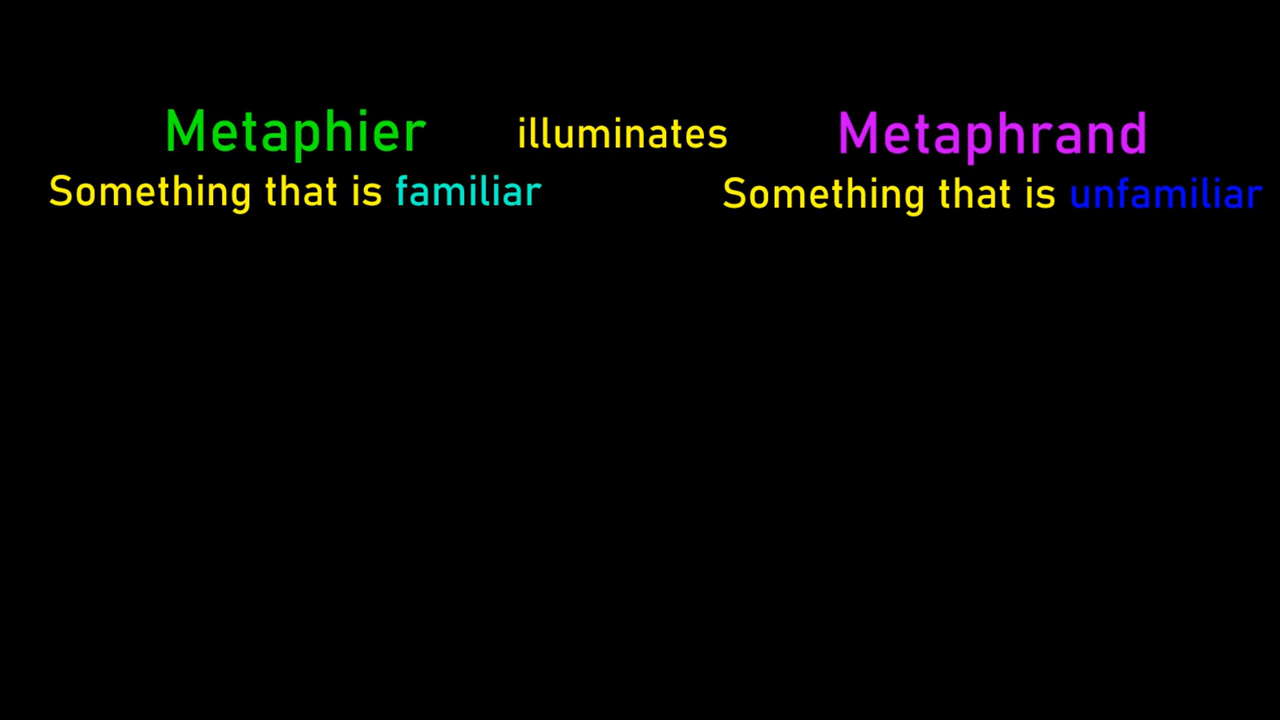 Metaphier illuminates Metaphrand
Something that is familiar Something that is unfamiliar